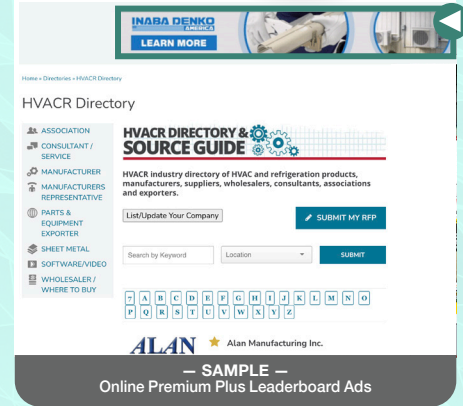 INABA DENKO
AMERICA
LEARN MORE
Home » Directories » HVACR Directory
HVACR Directory
ASSOCIATION
CONSULTANT /
SERVICE
MANUFACTURER
MANUFACTURERS
REPRESENTATIVE
PARTS &
EQUIPMENT
EXPORTER
SHEET METAL
SOFTWARE/VIDEO
WHOLESALER /
WHERE TO BUY
HVACR DIRECTORY &
SOURCE GUIDE
HVACR industry directory of HVAC and refrigeration products,
manufacturers, suppliers, wholesalers, consultants, associations
and exporters.
List/Update Your Company
SUBMIT MY RFP
Search by Keyword
Location
SUBMIT
7 A B C D E F G H I J K L M N O
P Q R S T U V W X Y Z
ALAN
Alan Manufacturing Inc.
— SAMPLE —
Online Premium Plus Leaderboard Ads